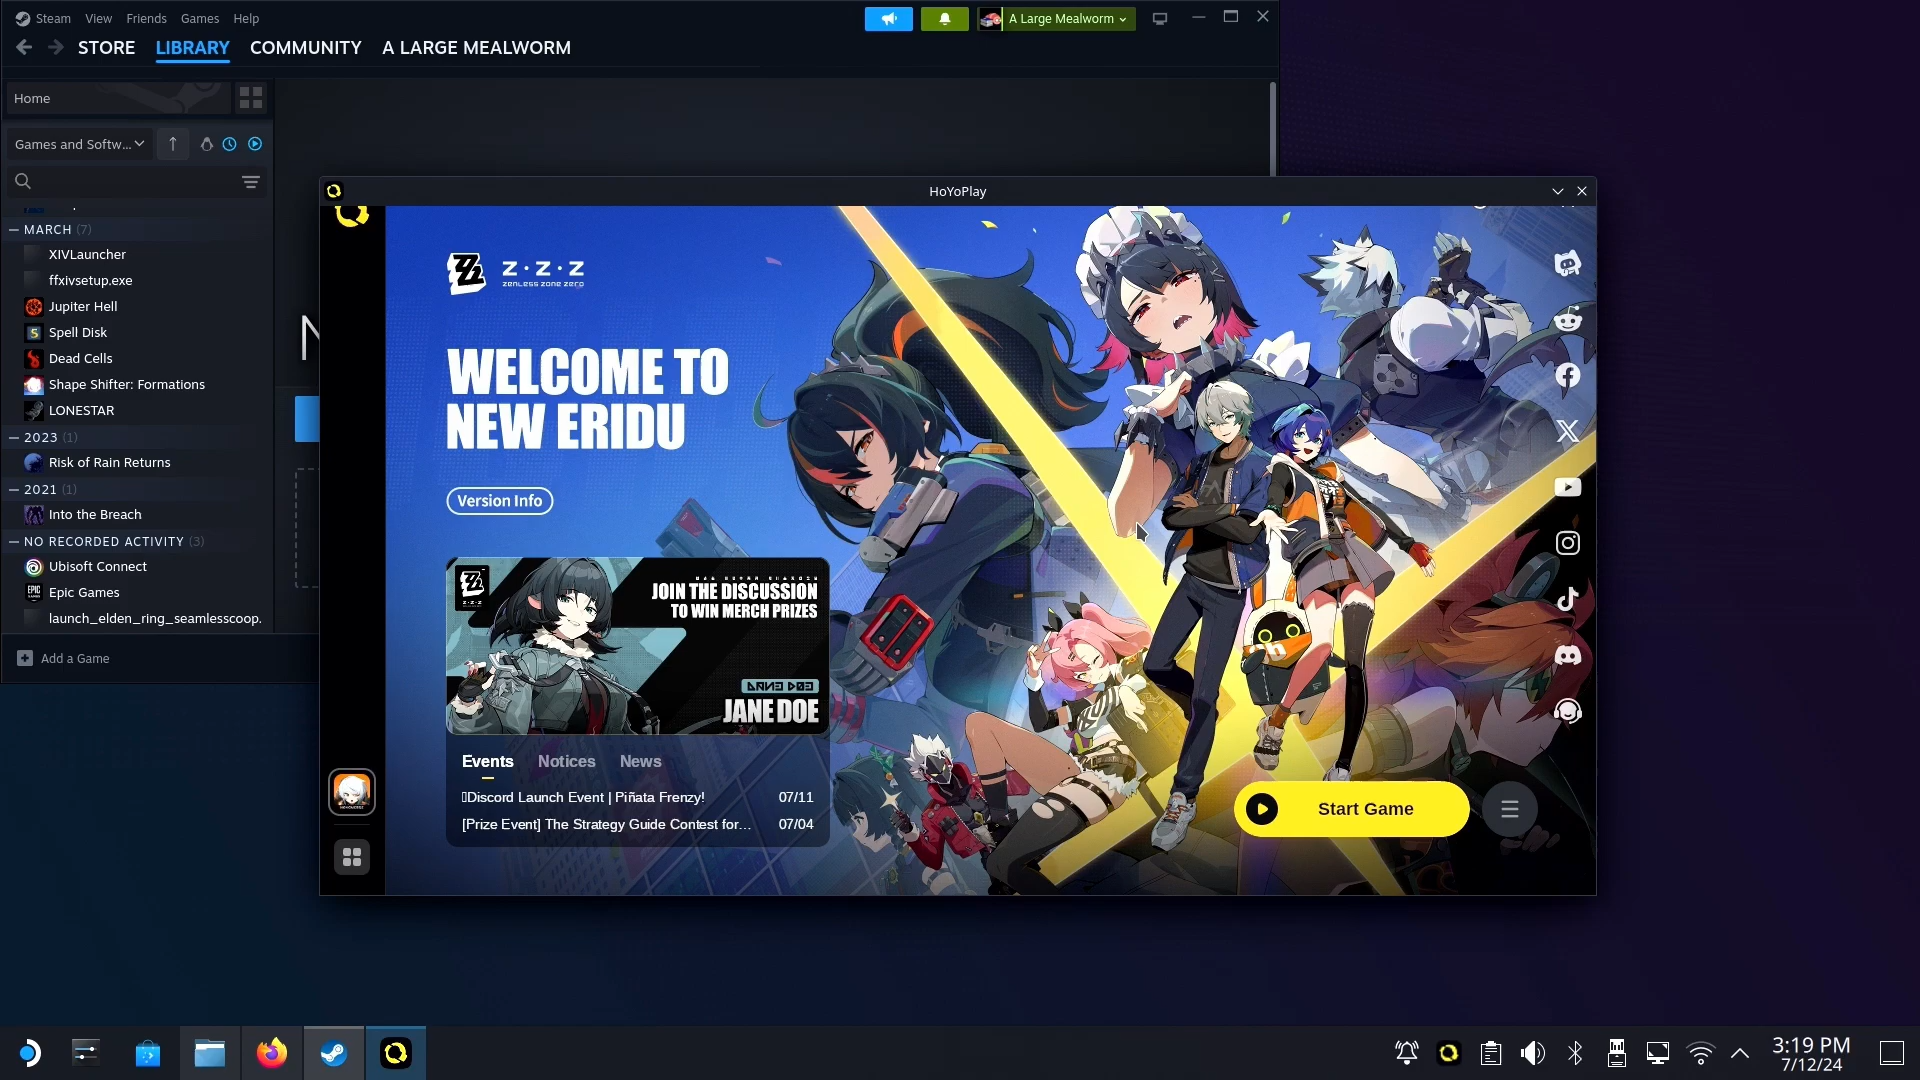 Steam View Friends Games Help
A Large Mealworm
STORE LIBRARY COMMUNITY A LARGE MEALWORM
Home
Games and Softw...
MARCH (7)
XIVLauncher
ffxivsetup.exe
Jupiter Hell
Spell Disk
Dead Cells
Shape Shifter: Formations
LONESTAR
2023 (1)
Risk of Rain Returns
2021 (1)
Into the Breach
NO RECORDED ACTIVITY (3)
Ubisoft Connect
EPIC
Epic Games
launch_elden_ring_seamlesscoop.
Add a Game
N
HoYoPlay
Z·Z·Z
ZENLESS ZONE ZERO
WELCOME TO
NEW ERIDU
Version Info
Z·Z·Z
JOIN THE DISCUSSION
TO WIN MERCH PRIZES
JANE DOE
Events Notices News
Discord Launch Event | Piñata Frenzy! 07/11
[Prize Event] The Strategy Guide Contest for... 07/04
Start Game
3:19 PM
7/12/24